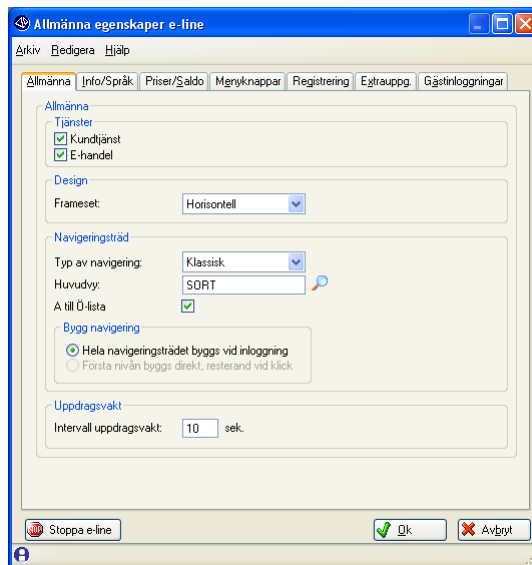 Allmänna egenskaper e-line
Arkiv Redigera Hjälp
Allmänna Info/Språk Priser/Saldo Menyknappar Registrering Extrauppg. Gästinloggningar
Allmänna
Tjänster
Kundtjänst
E-handel
Design
Frameset: Horisontell
Navigeringsträd
Typ av navigering: Klassisk
Huvudvy: SORT
A till Ö-lista
Bygg navigering
Hela navigeringsträdet byggs vid inloggning
Första nivån byggs direkt, resterand vid klick
Uppdragsvakt
Intervall uppdragsvakt: 10 sek.
Stoppa e-line Ok Avbryt